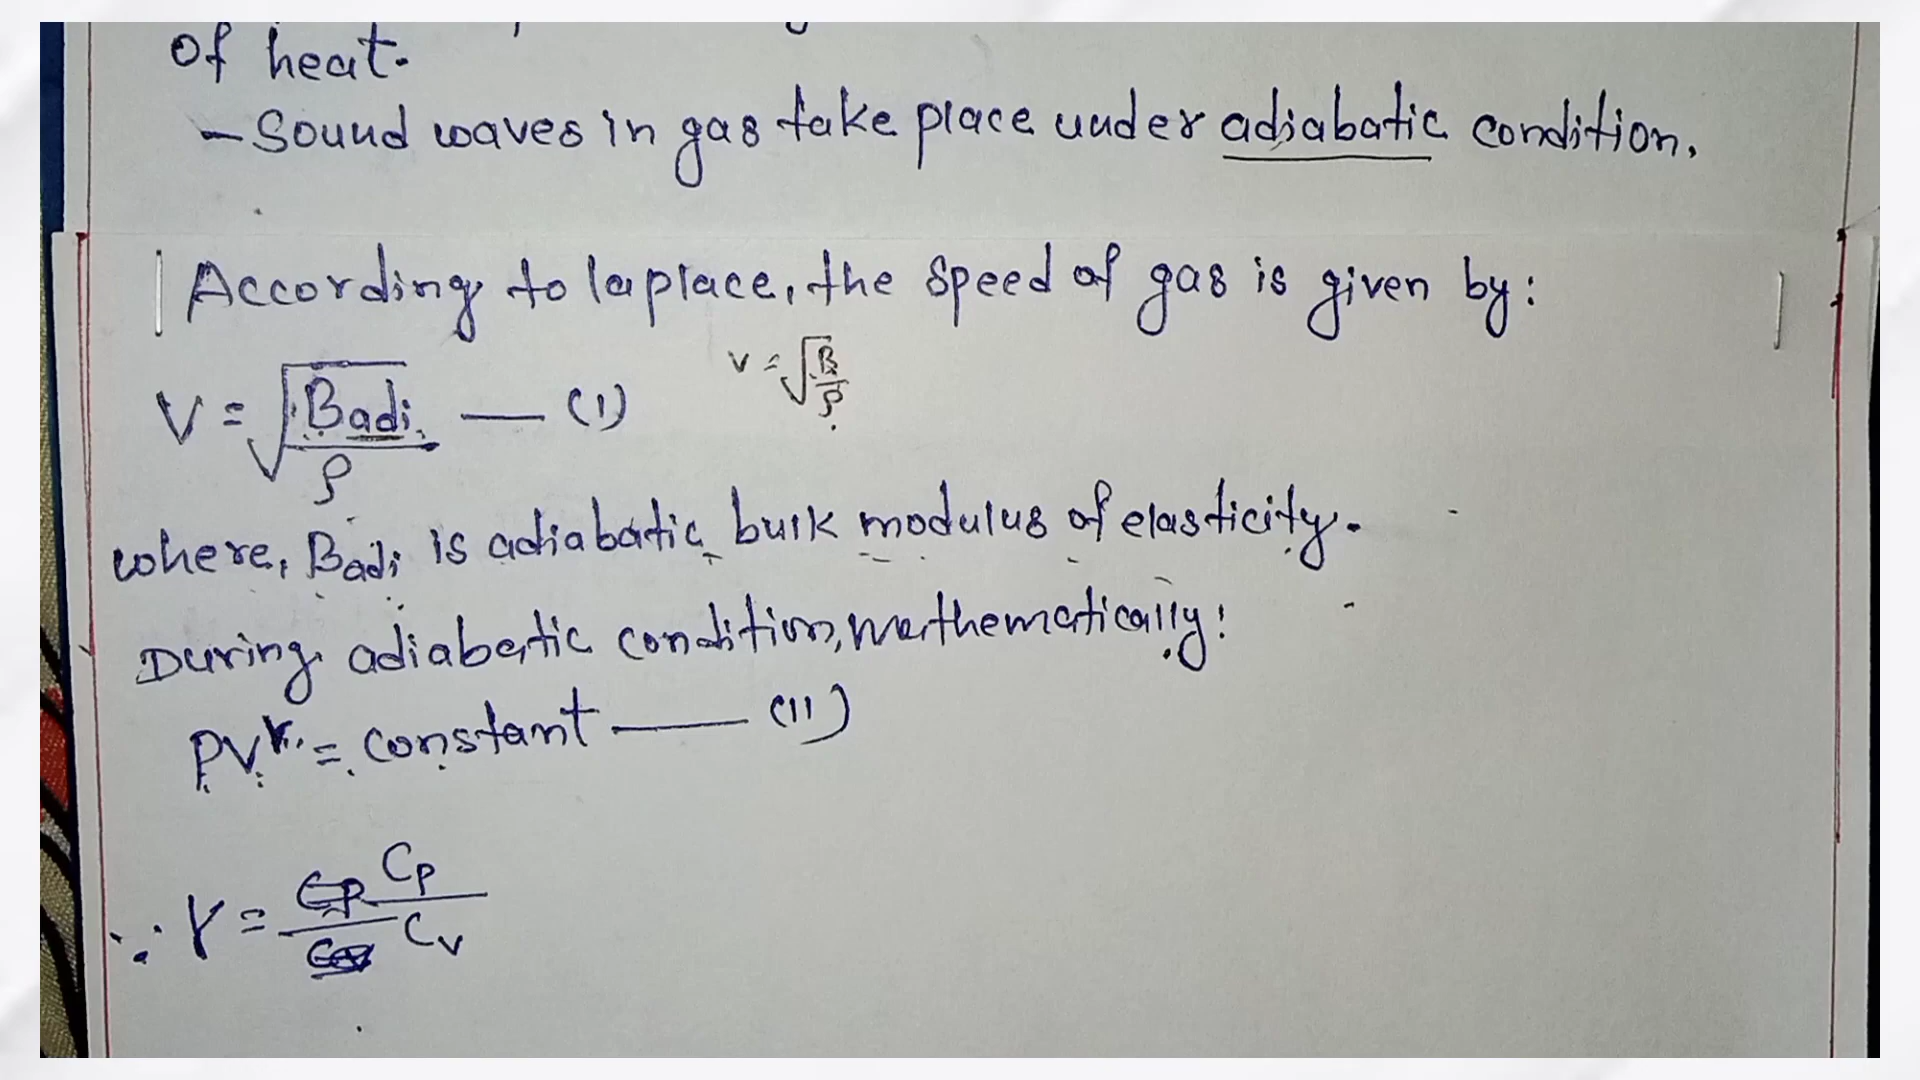 of heat.
- Sound waves in gas take place under adiabatic condition.
According to laplace, the speed of gas is given by:
V = √(B/ρ)
V = √(Badi/ρ) — (I)
where, Badi is adiabatic bulk modulus of elasticity.
During adiabatic condition, mathematically:
PV^γ = constant — (II)
∵ γ = Cp/Cv